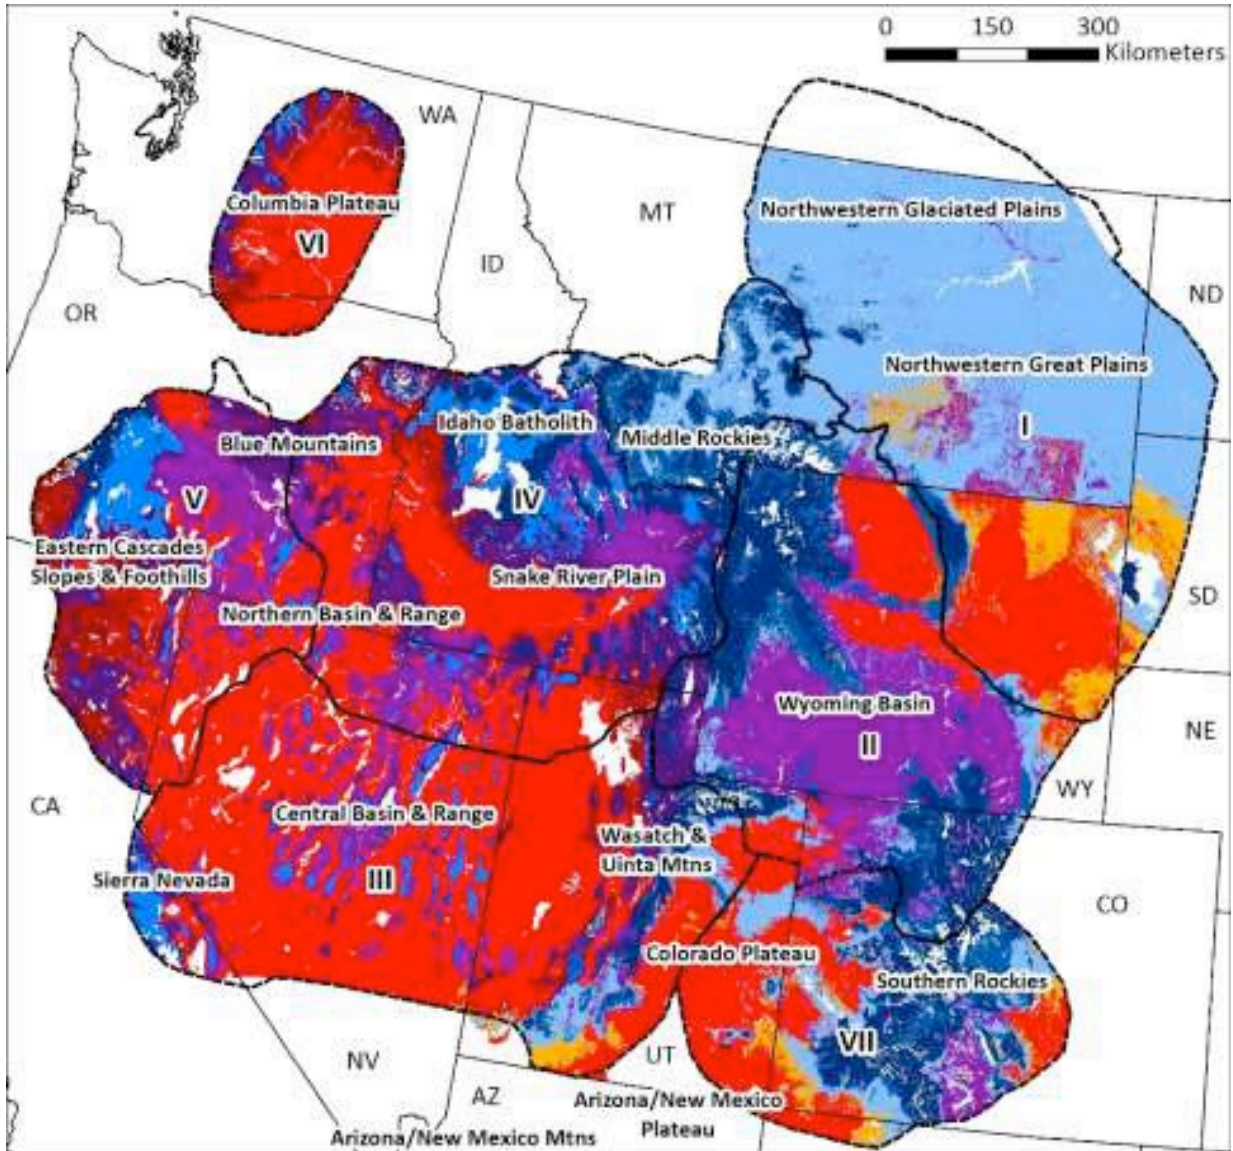 0 150 300
Kilometers
WA
Columbia Plateau
VI
MT
Northwestern Glaciated Plains
ID
ND
OR
Northwestern Great Plains
I
Idaho Batholith
Blue Mountains
Middle Rockies
V
IV
Eastern Cascades
Slopes & Foothills
Snake River Plain
Northern Basin & Range
SD
Wyoming Basin
II
NE
WY
CA
Central Basin & Range
Wasatch &
Uinta Mtns
Sierra Nevada
III
CO
Colorado Plateau
Southern Rockies
VII
NV
UT
AZ
Arizona/New Mexico
Plateau
Arizona/New Mexico Mtns